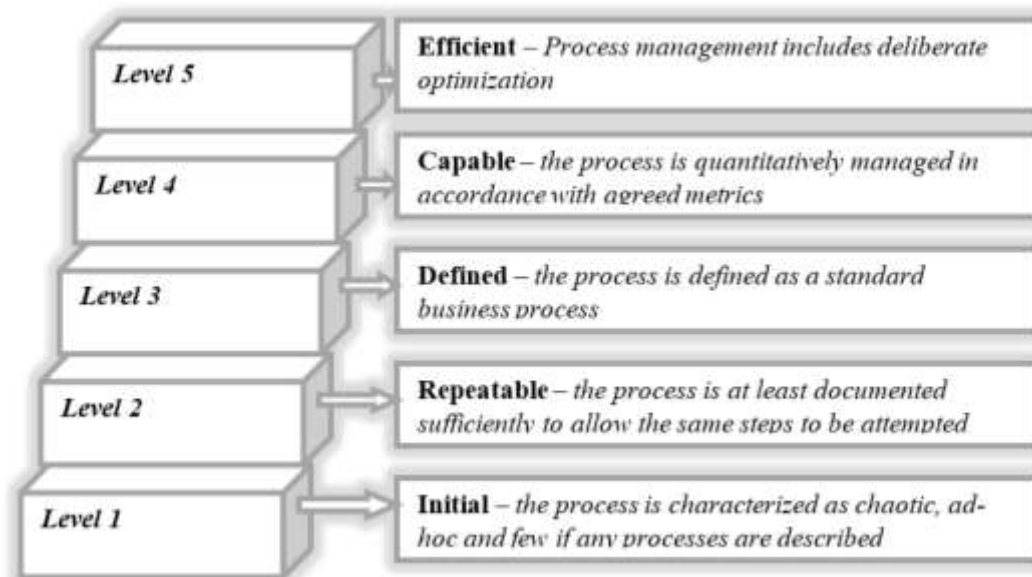 Level 5
Efficient – Process management includes deliberate
optimization
Level 4
Capable – the process is quantitatively managed in
accordance with agreed metrics
Level 3
Defined – the process is defined as a standard
business process
Level 2
Repeatable – the process is at least documented
sufficiently to allow the same steps to be attempted
Level 1
Initial – the process is characterized as chaotic, ad-
hoc and few if any processes are described